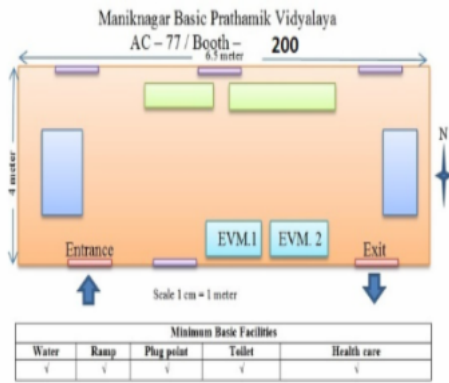 Maniknagar Basic Prathamik Vidyalaya
AC – 77 / Booth – 200
6.5 meter
4 meter
N
EVM.1 EVM. 2
Entrance Exit
Scale 1 cm = 1 meter
Minimum Basic Facilities
Water Ramp Plug point Toilet Health care
√ √ √ √ √